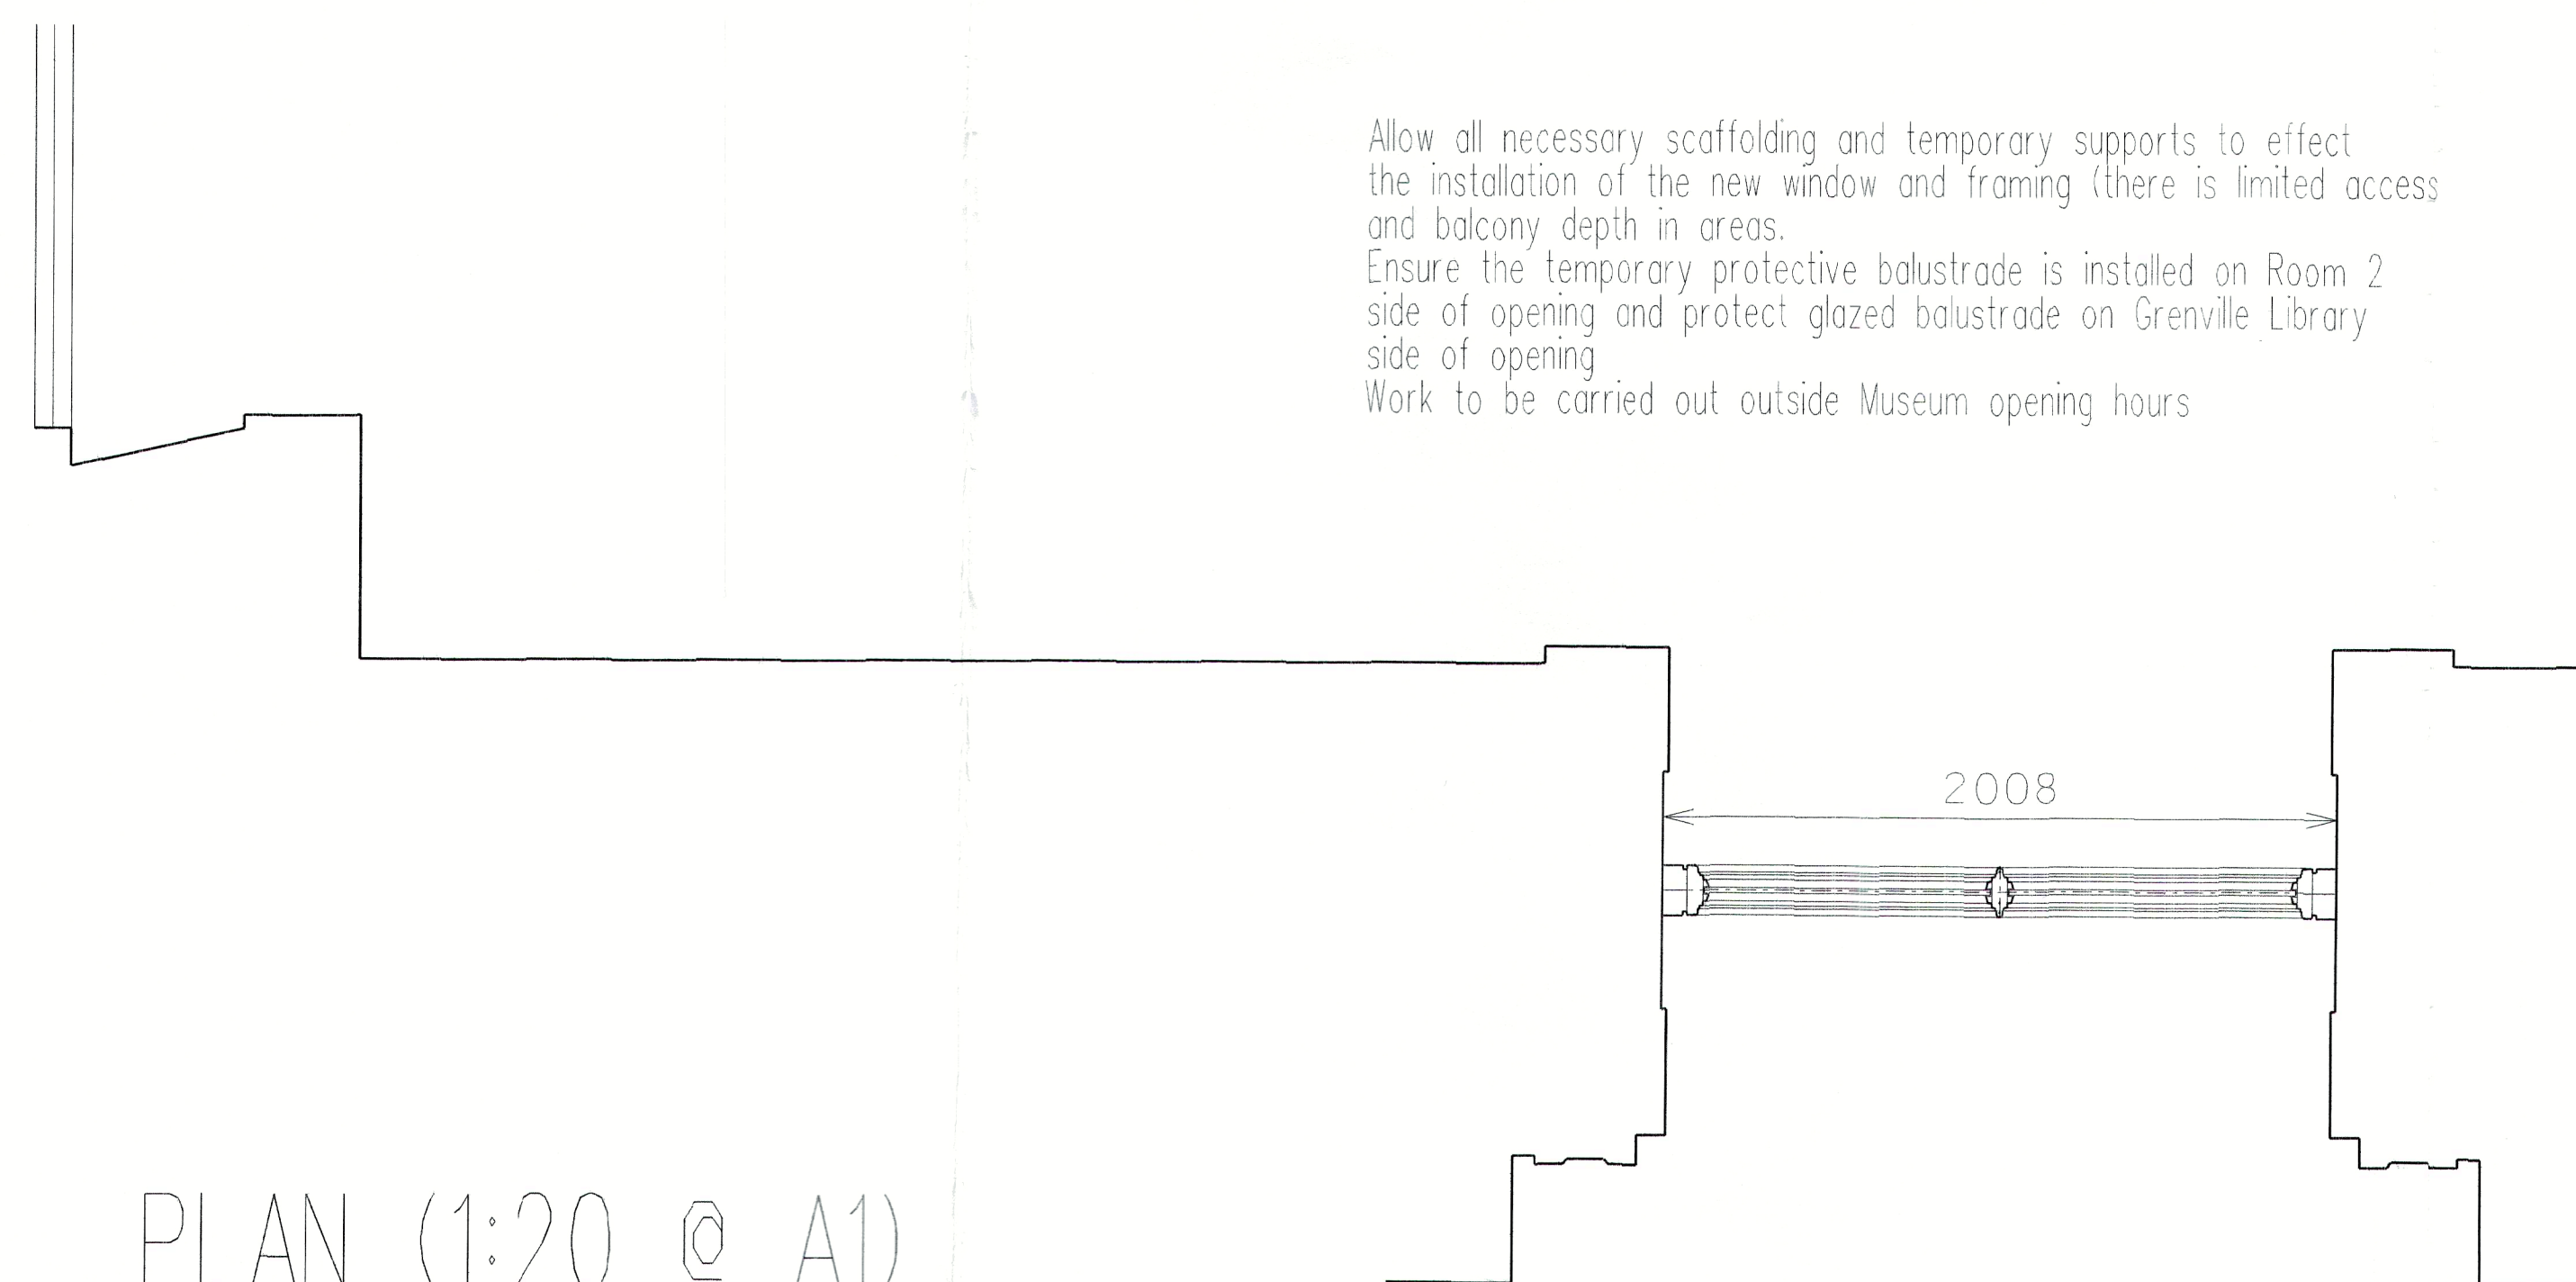 Allow all necessary scaffolding and temporary supports to effect
the installation of the new window and framing (there is limited access
and balcony depth in areas.
Ensure the temporary protective balustrade is installed on Room 2
side of opening and protect glazed balustrade on Grenville Library
side of opening
Work to be carried out outside Museum opening hours
2008
PLAN (1:20 @ A1)